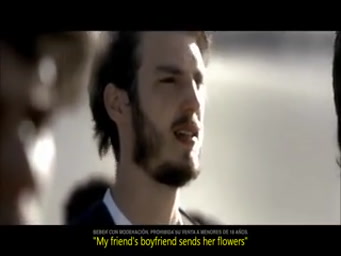 BEBER CON MODERACIÓN. PROHIBIDA SU VENTA A MENORES DE 18 AÑOS.
"My friend's boyfriend sends her flowers"